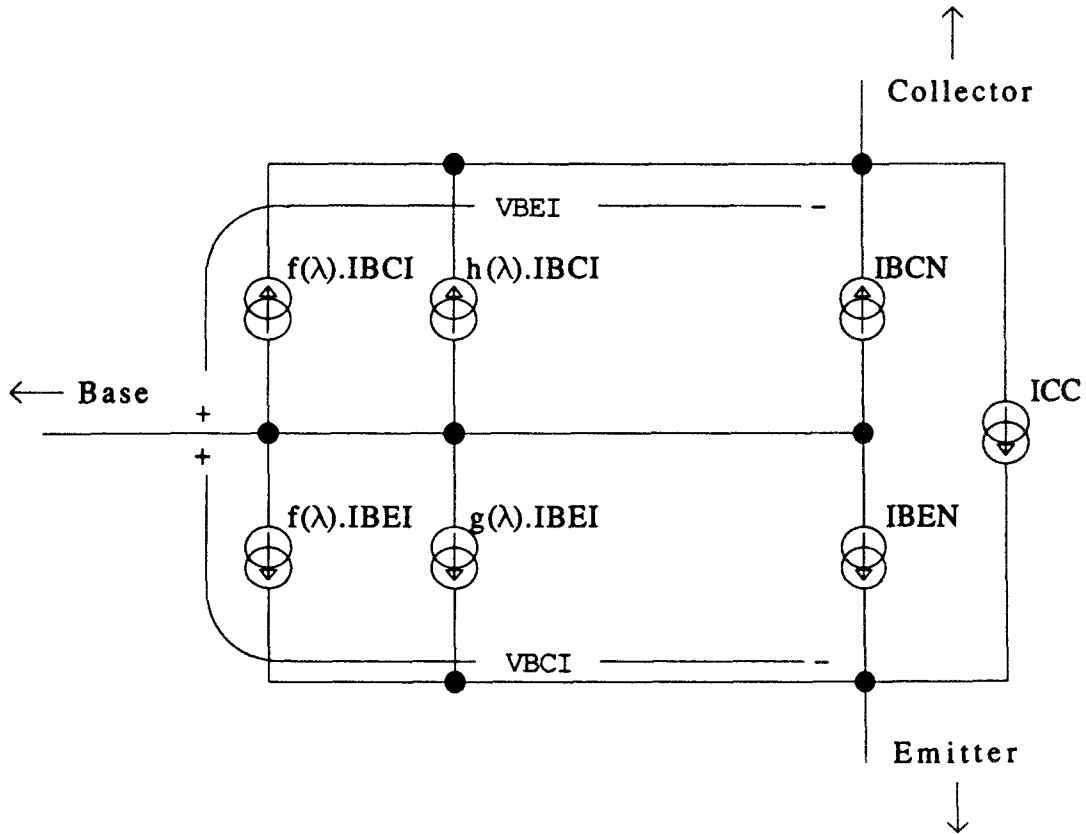 Collector
VBEI
-
f(λ).IBCI
h(λ).IBCI
IBCN
Base
+
ICC
+
f(λ).IBEI
g(λ).IBEI
IBEN
VBCI
-
Emitter